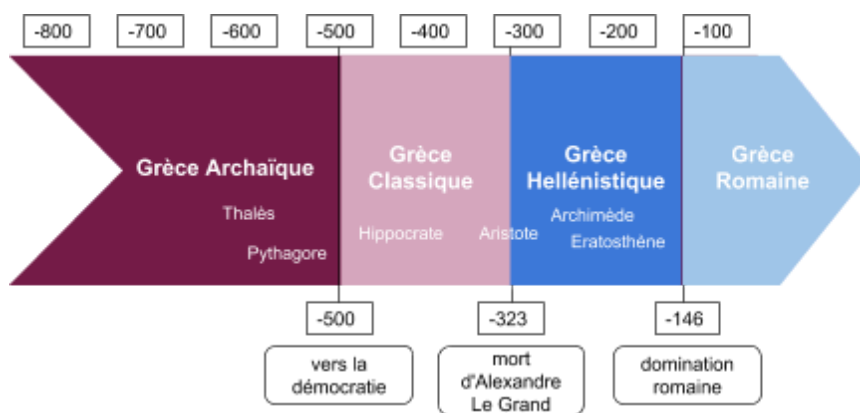 -800 -700 -600 -500 -400 -300 -200 -100
Grèce Archaïque
Thalès
Pythagore
Grèce
Classique
Hippocrate
Aristote
Grèce
Hellénistique
Archimède
Eratosthène
Grèce
Romaine
-500
vers la
démocratie
-323
mort
d'Alexandre
Le Grand
-146
domination
romaine